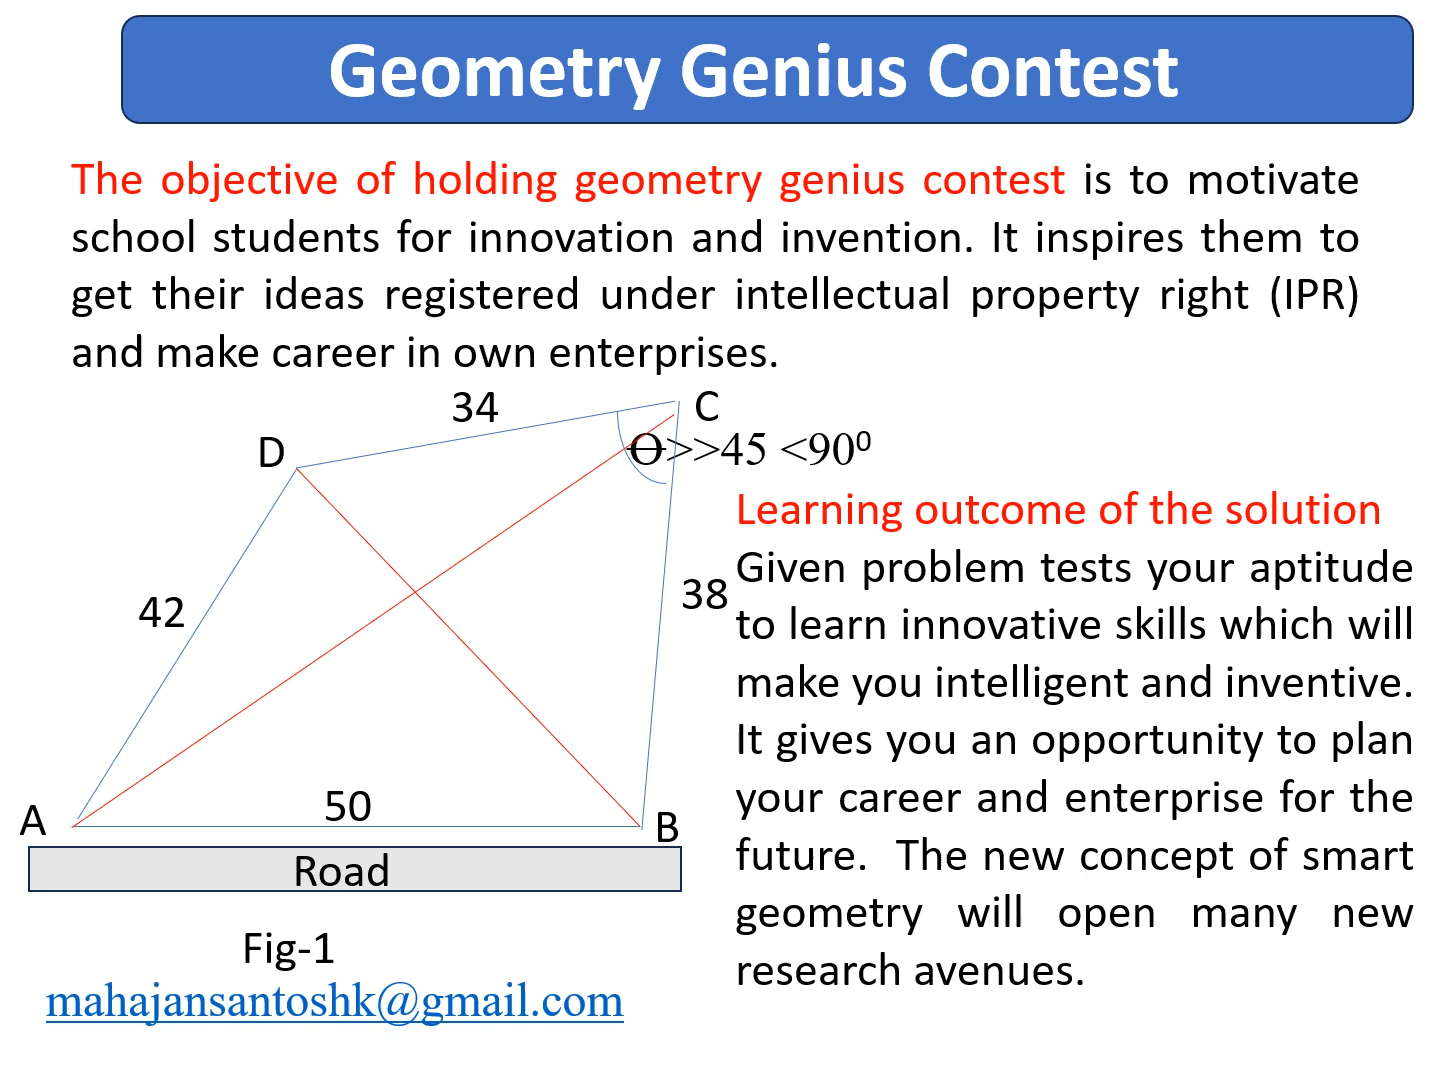 Geometry Genius Contest
The objective of holding geometry genius contest is to motivate
school students for innovation and invention. It inspires them to
get their ideas registered under intellectual property right (IPR)
and make career in own enterprises.
34
C
D
Ɵ>>45 <90⁰
Learning outcome of the solution
Given problem tests your aptitude
38
to learn innovative skills which will
42
make you intelligent and inventive.
It gives you an opportunity to plan
your career and enterprise for the
50
A
B
future. The new concept of smart
Road
geometry will open many new
research avenues.
Fig-1
mahajansantoshk@gmail.com